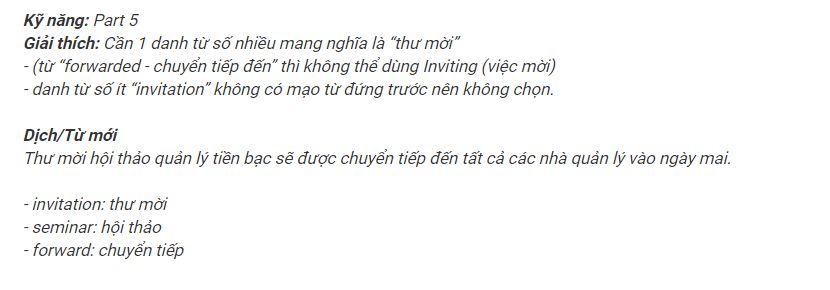 Kỹ năng: Part 5
Giải thích: Cần 1 danh từ số nhiều mang nghĩa là “thư mời”
- (từ “forwarded - chuyển tiếp đến” thì không thể dùng Inviting (việc mời)
- danh từ số ít “invitation” không có mạo từ đứng trước nên không chọn.
Dịch/Từ mới
Thư mời hội thảo quản lý tiền bạc sẽ được chuyển tiếp đến tất cả các nhà quản lý vào ngày mai.
- invitation: thư mời
- seminar: hội thảo
- forward: chuyển tiếp